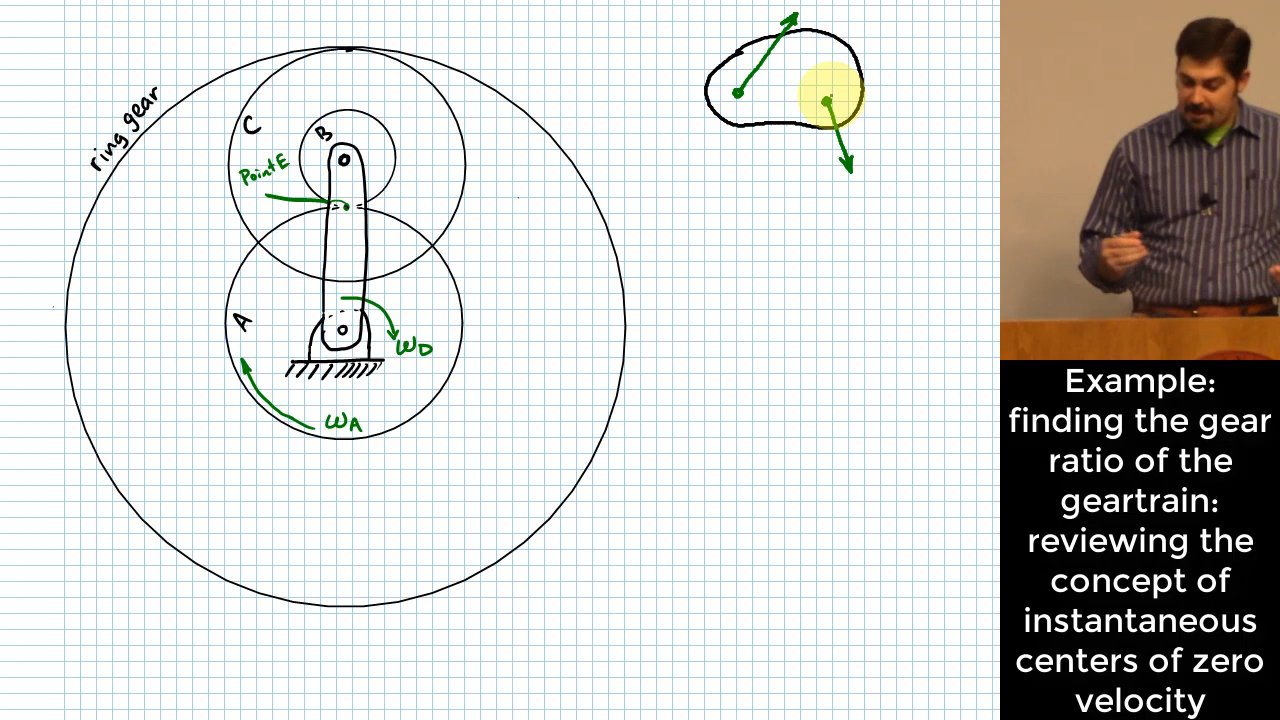 ring gear
C
B
Point E
A
ωD
ωA
Example:
finding the gear
ratio of the
geartrain:
reviewing the
concept of
instantaneous
centers of zero
velocity